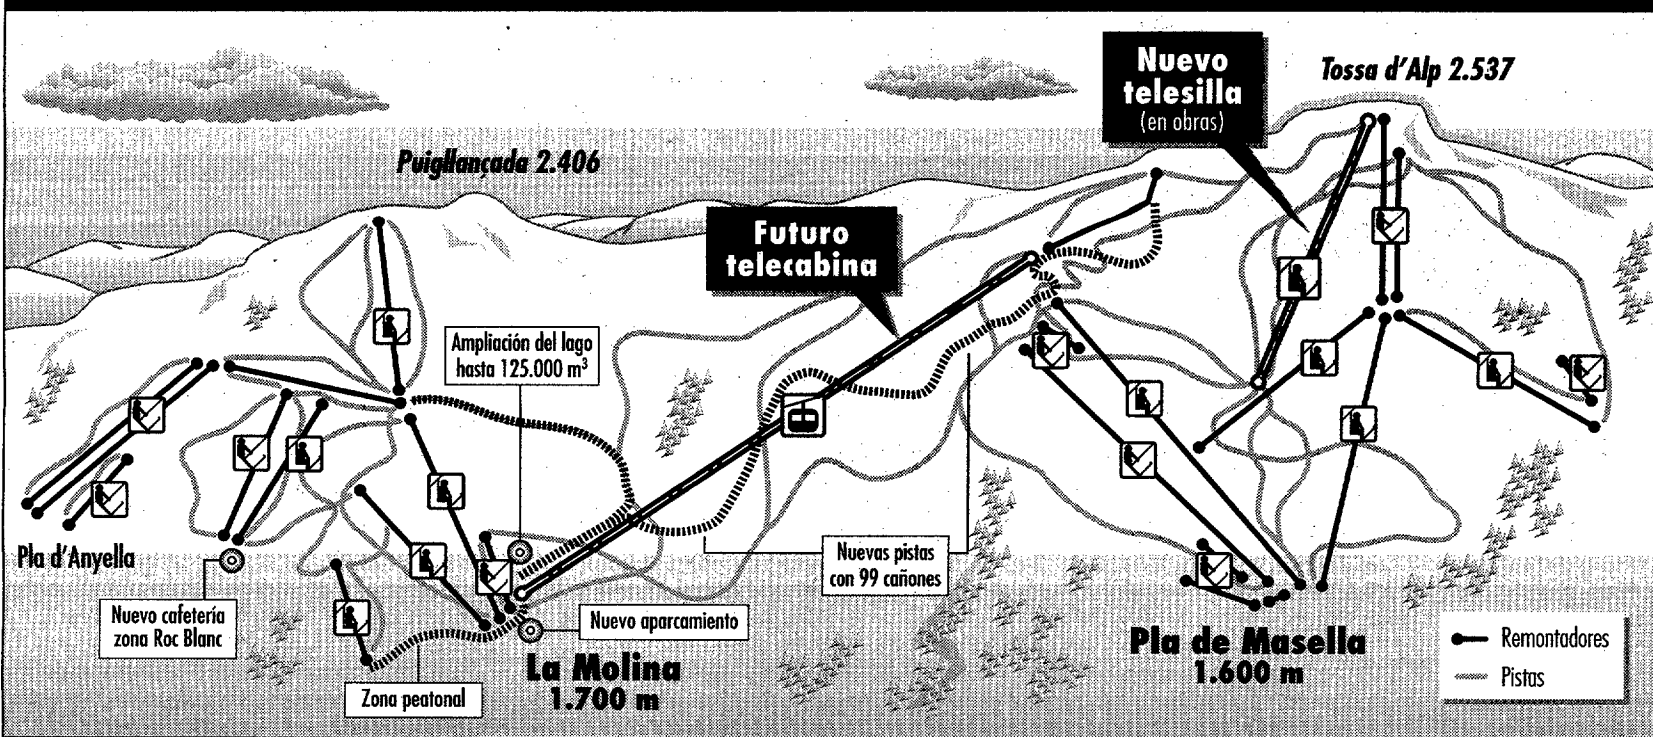 Nuevo
telesilla
(en obras)
Tossa d'Alp 2.537
Puigllançada 2.406
Futuro
telecabina
Ampliación del lago
hasta 125.000 m³
Pla d'Anyella
Nuevo cafetería
zona Roc Blanc
Nuevas pistas
con 99 cañones
Nuevo aparcamiento
Zona peatonal
La Molina
1.700 m
Pla de Masella
1.600 m
Remontadores
Pistas